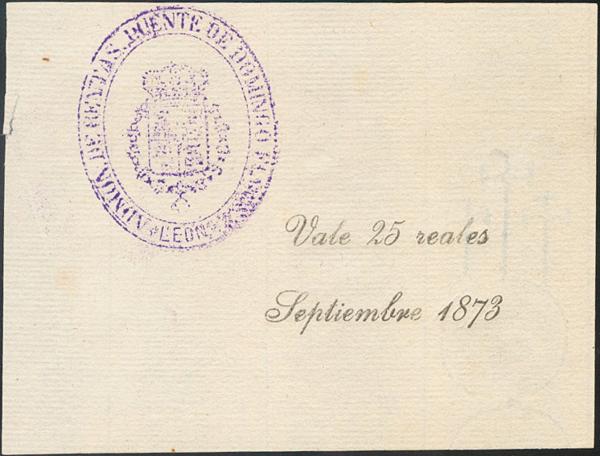 ADMON. DE RENTAS. PUENTE DE DOMINGO FLOREZ
*LEON*
Vale 25 reales
Septiembre 1873